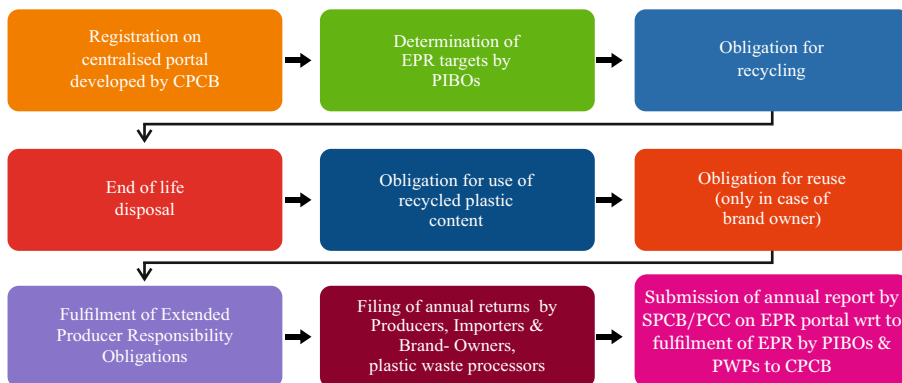 Registration on
centralised portal
developed by CPCB
Determination of
EPR targets by
PIBOs
Obligation for
recycling
End of life
disposal
Obligation for use of
recycled plastic
content
Obligation for reuse
(only in case of
brand owner)
Fulfilment of Extended
Producer Responsibility
Obligations
Filing of annual returns by
Producers, Importers &
Brand- Owners,
plastic waste processors
Submission of annual report by
SPCB/PCC on EPR portal wrt to
fulfilment of EPR by PIBOs &
PWPs to CPCB